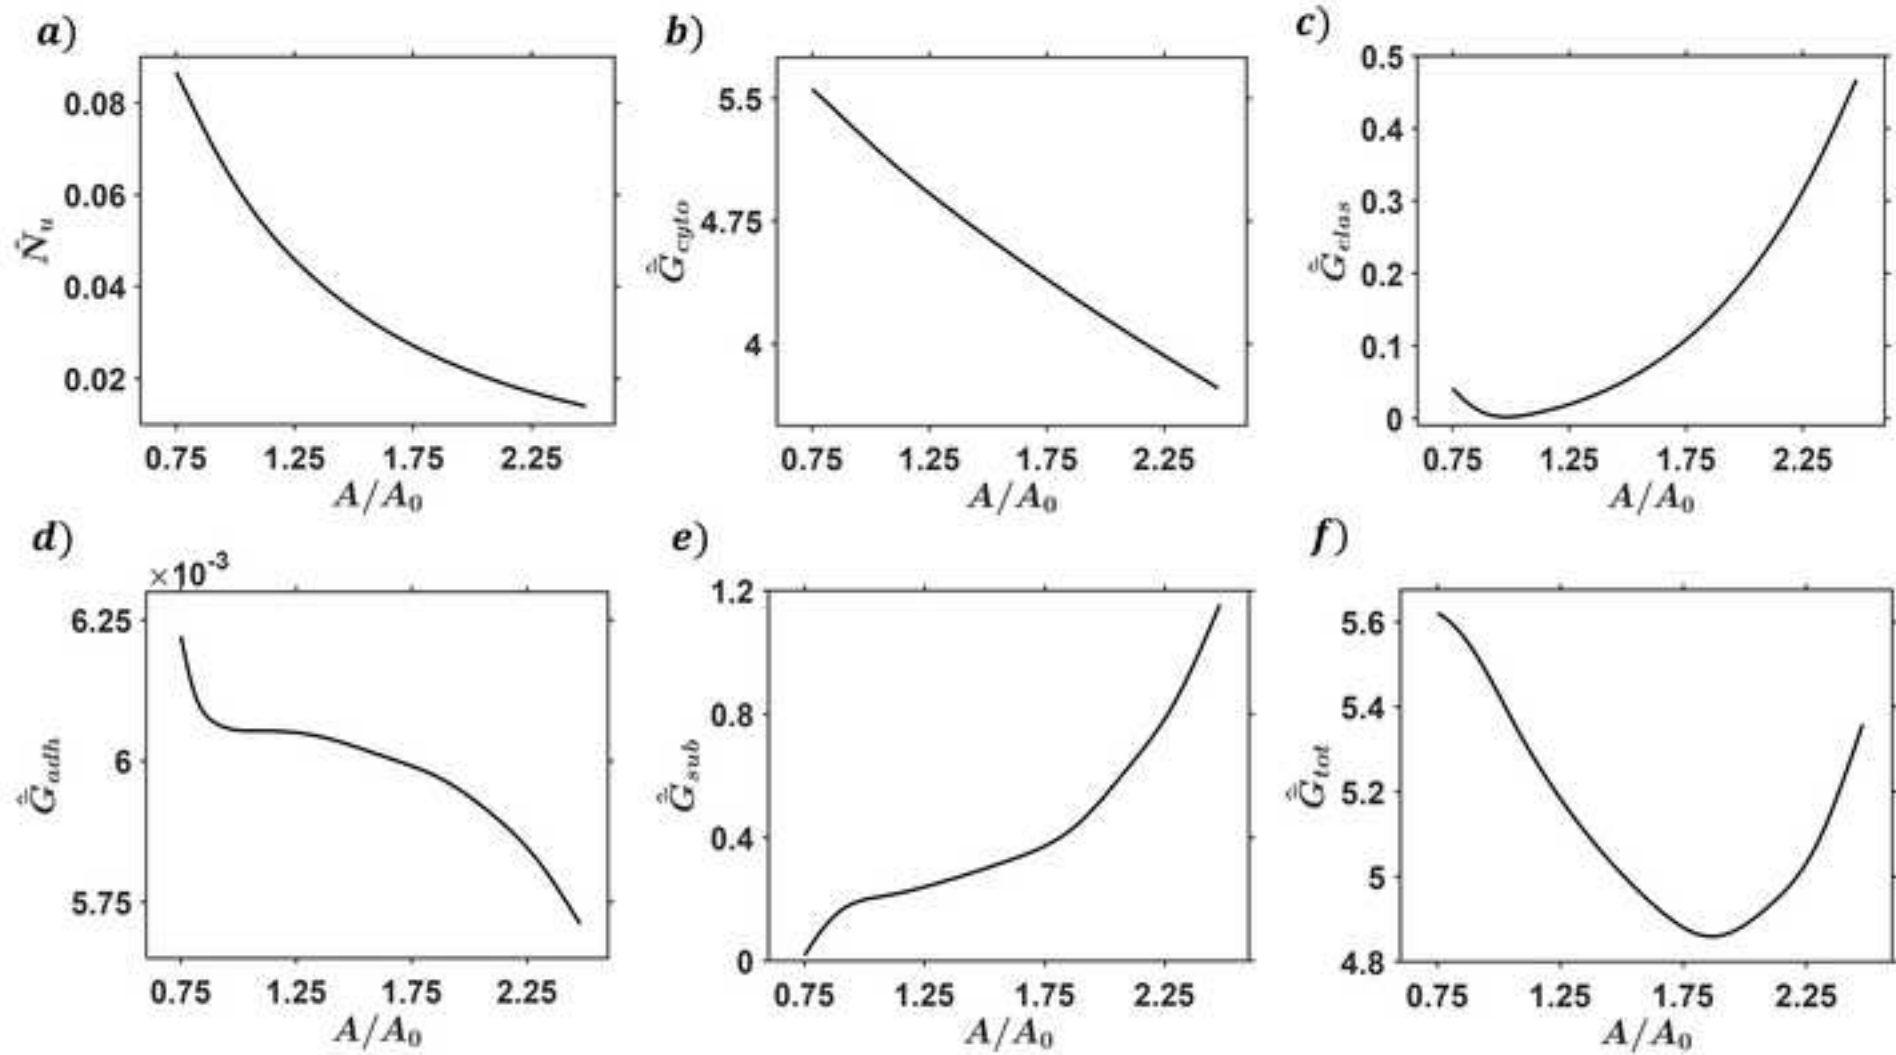 a)
0.08
0.06
0.04
0.02
N̂u
0.75 1.25 1.75 2.25
A/A0
b)
5.5
4.75
4
Ĝcyto
0.75 1.25 1.75 2.25
A/A0
c)
0.5
0.4
0.3
0.2
0.1
0
Ĝelas
0.75 1.25 1.75 2.25
A/A0
d)
×10-3
6.25
6
5.75
Ĝadh
0.75 1.25 1.75 2.25
A/A0
e)
1.2
0.8
0.4
0
Ĝsub
0.75 1.25 1.75 2.25
A/A0
f)
5.6
5.4
5.2
5
4.8
Ĝtot
0.75 1.25 1.75 2.25
A/A0